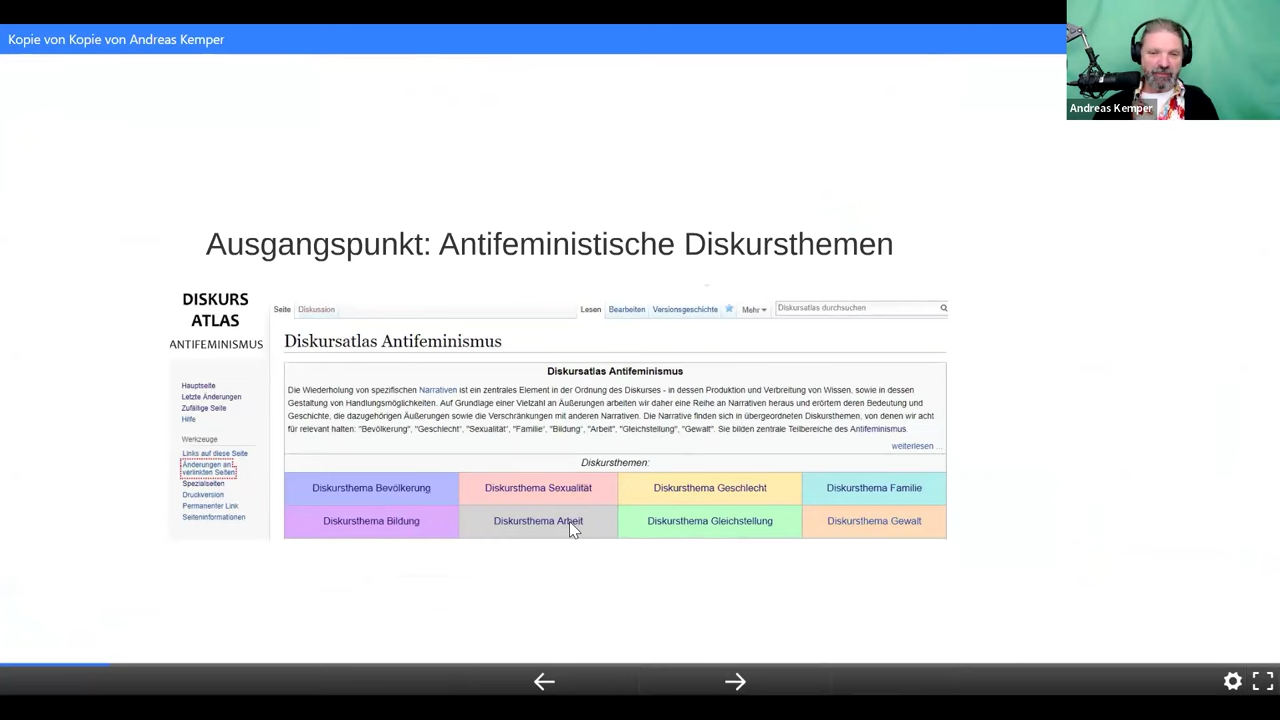 Kopie von Kopie von Andreas Kemper
Andreas Kemper
Ausgangspunkt: Antifeministische Diskursthemen
DISKURS
ATLAS
ANTIFEMINISMUS
Hauptseite
Letzte Änderungen
Zufällige Seite
Hilfe
Werkzeuge
Links auf diese Seite
Änderungen an
verlinkten Seiten
Spezialseiten
Druckversion
Permanenter Link
Seiteninformationen
Seite Diskussion Lesen Bearbeiten Versionsgeschichte Mehr Diskursatlas durchsuchen
Diskursatlas Antifeminismus
Diskursatlas Antifeminismus
Die Wiederholung von spezifischen Narrativen ist ein zentrales Element in der Ordnung des Diskurses - in dessen Produktion und Verbreitung von Wissen, sowie in dessen
Gestaltung von Handlungsmöglichkeiten. Auf Grundlage einer Vielzahl an Äußerungen arbeiten wir daher eine Reihe an Narrativen heraus und erörtern deren Bedeutung und
Geschichte, die dazugehörigen Äußerungen sowie die Verschränkungen mit anderen Narrativen. Die Narrative finden sich in übergeordneten Diskursthemen, von denen wir acht
für relevant halten: "Bevölkerung", "Geschlecht", "Sexualität", "Familie", "Bildung", "Arbeit", "Gleichstellung", "Gewalt". Sie bilden zentrale Teilbereiche des Antifeminismus.
weiterlesen ...
Diskursthemen:
Diskursthema Bevölkerung Diskursthema Sexualität Diskursthema Geschlecht Diskursthema Familie
Diskursthema Bildung Diskursthema Arbeit Diskursthema Gleichstellung Diskursthema Gewalt